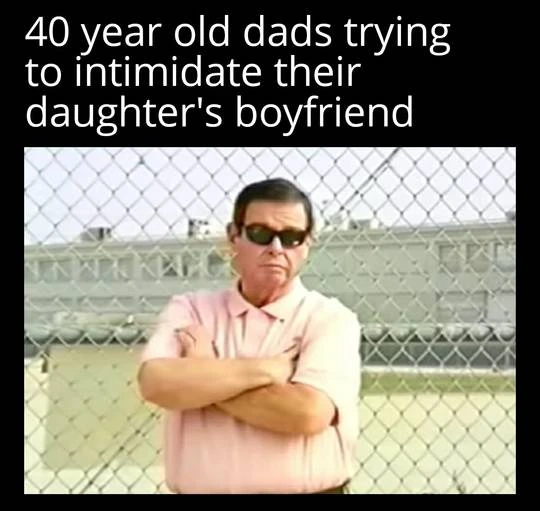 40 year old dads trying
to intimidate their
daughter's boyfriend